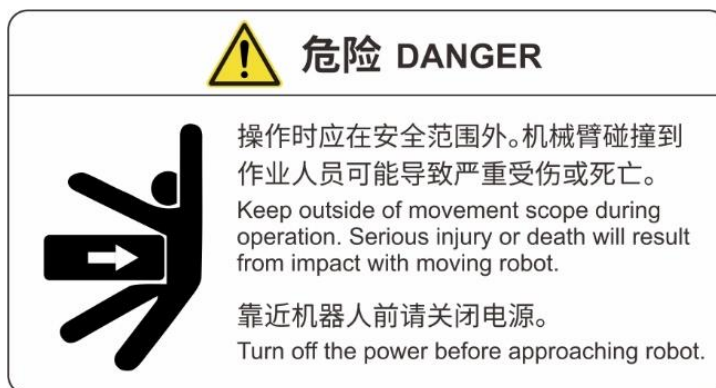 危险 DANGER
操作时应在安全范围外。机械臂碰撞到
作业人员可能导致严重受伤或死亡。
Keep outside of movement scope during
operation. Serious injury or death will result
from impact with moving robot.
靠近机器人前请关闭电源。
Turn off the power before approaching robot.